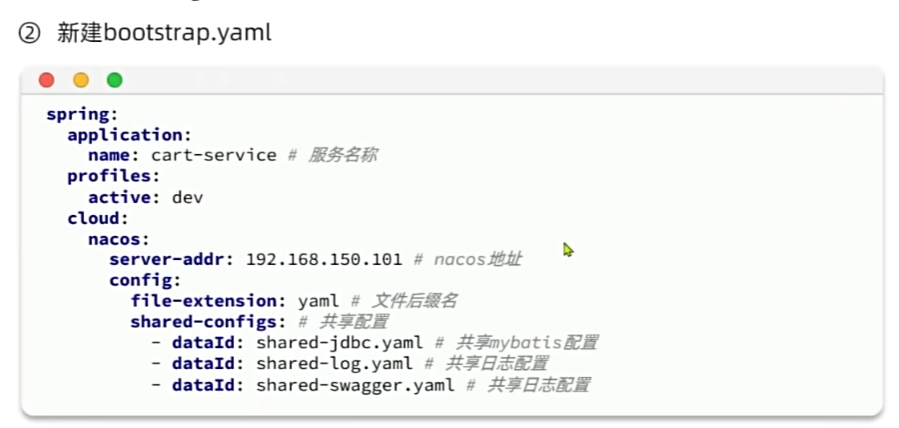 ② 新建bootstrap.yaml
spring:
  application:
    name: cart-service # 服务名称
  profiles:
    active: dev
  cloud:
    nacos:
      server-addr: 192.168.150.101 # nacos地址
      config:
        file-extension: yaml # 文件后缀名
        shared-configs: # 共享配置
          - dataId: shared-jdbc.yaml # 共享mybatis配置
          - dataId: shared-log.yaml # 共享日志配置
          - dataId: shared-swagger.yaml # 共享日志配置